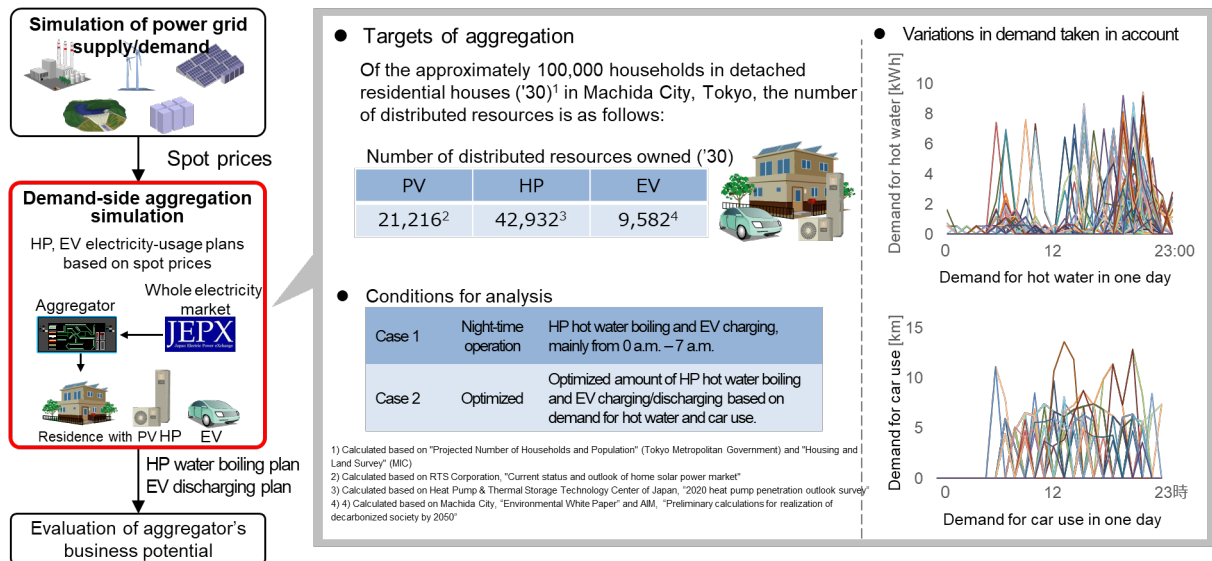 Simulation of power grid
supply/demand
Spot prices
Demand-side aggregation
simulation
HP, EV electricity-usage plans
based on spot prices
Whole electricity
market
Aggregator
JEPX
Japan Electric Power eXchange
Residence with PV HP EV
HP water boiling plan
EV discharging plan
Evaluation of aggregator's
business potential
● Targets of aggregation
Of the approximately 100,000 households in detached
residential houses ('30)¹ in Machida City, Tokyo, the number
of distributed resources is as follows:
Number of distributed resources owned ('30)
PV HP EV
21,216² 42,932³ 9,582⁴
● Conditions for analysis
Case 1 Night-time
operation HP hot water boiling and EV charging,
mainly from 0 a.m. – 7 a.m.
Case 2 Optimized Optimized amount of HP hot water boiling
and EV charging/discharging based on
demand for hot water and car use.
1) Calculated based on "Projected Number of Households and Population" (Tokyo Metropolitan Government) and "Housing and
Land Survey" (MIC)
2) Calculated based on RTS Corporation, "Current status and outlook of home solar power market"
3) Calculated based on Heat Pump & Thermal Storage Technology Center of Japan, "2020 heat pump penetration outlook survey"
4) 4) Calculated based on Machida City, "Environmental White Paper" and AIM, "Preliminary calculations for realization of
decarbonized society by 2050"
● Variations in demand taken in account
Demand for hot water [kWh]
10
8
6
4
2
0
0 12 23:00
Demand for hot water in one day
Demand for car use [km]
15
10
5
0
0 12 23時
Demand for car use in one day